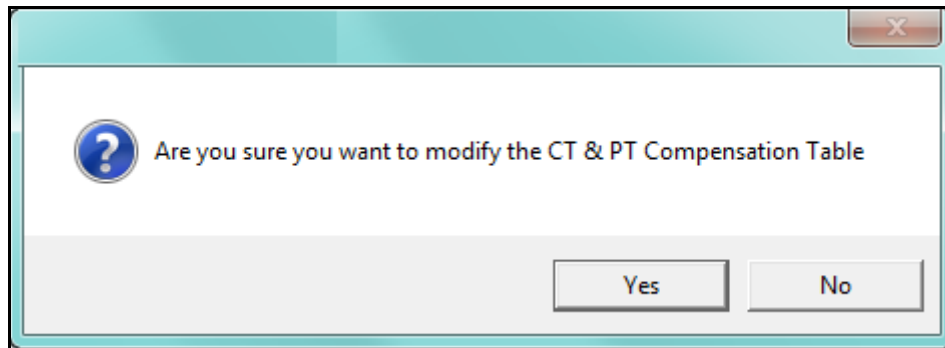 Are you sure you want to modify the CT & PT Compensation Table
Yes
No